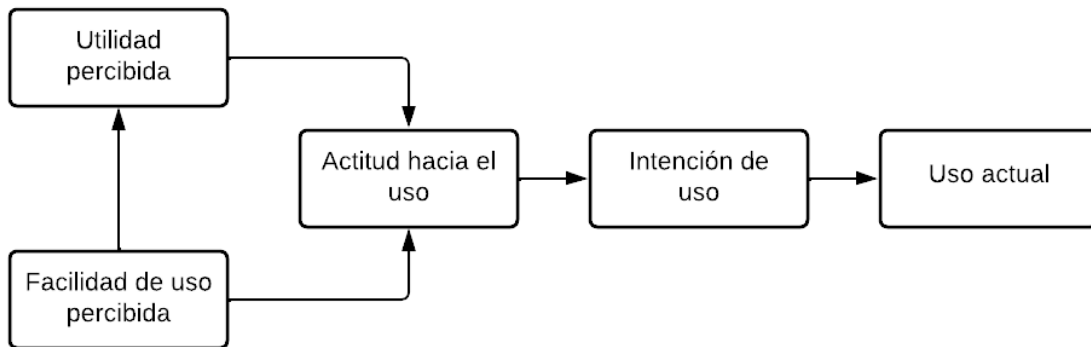 Utilidad
percibida
Actitud hacia el
uso
Intención de
uso
Uso actual
Facilidad de uso
percibida